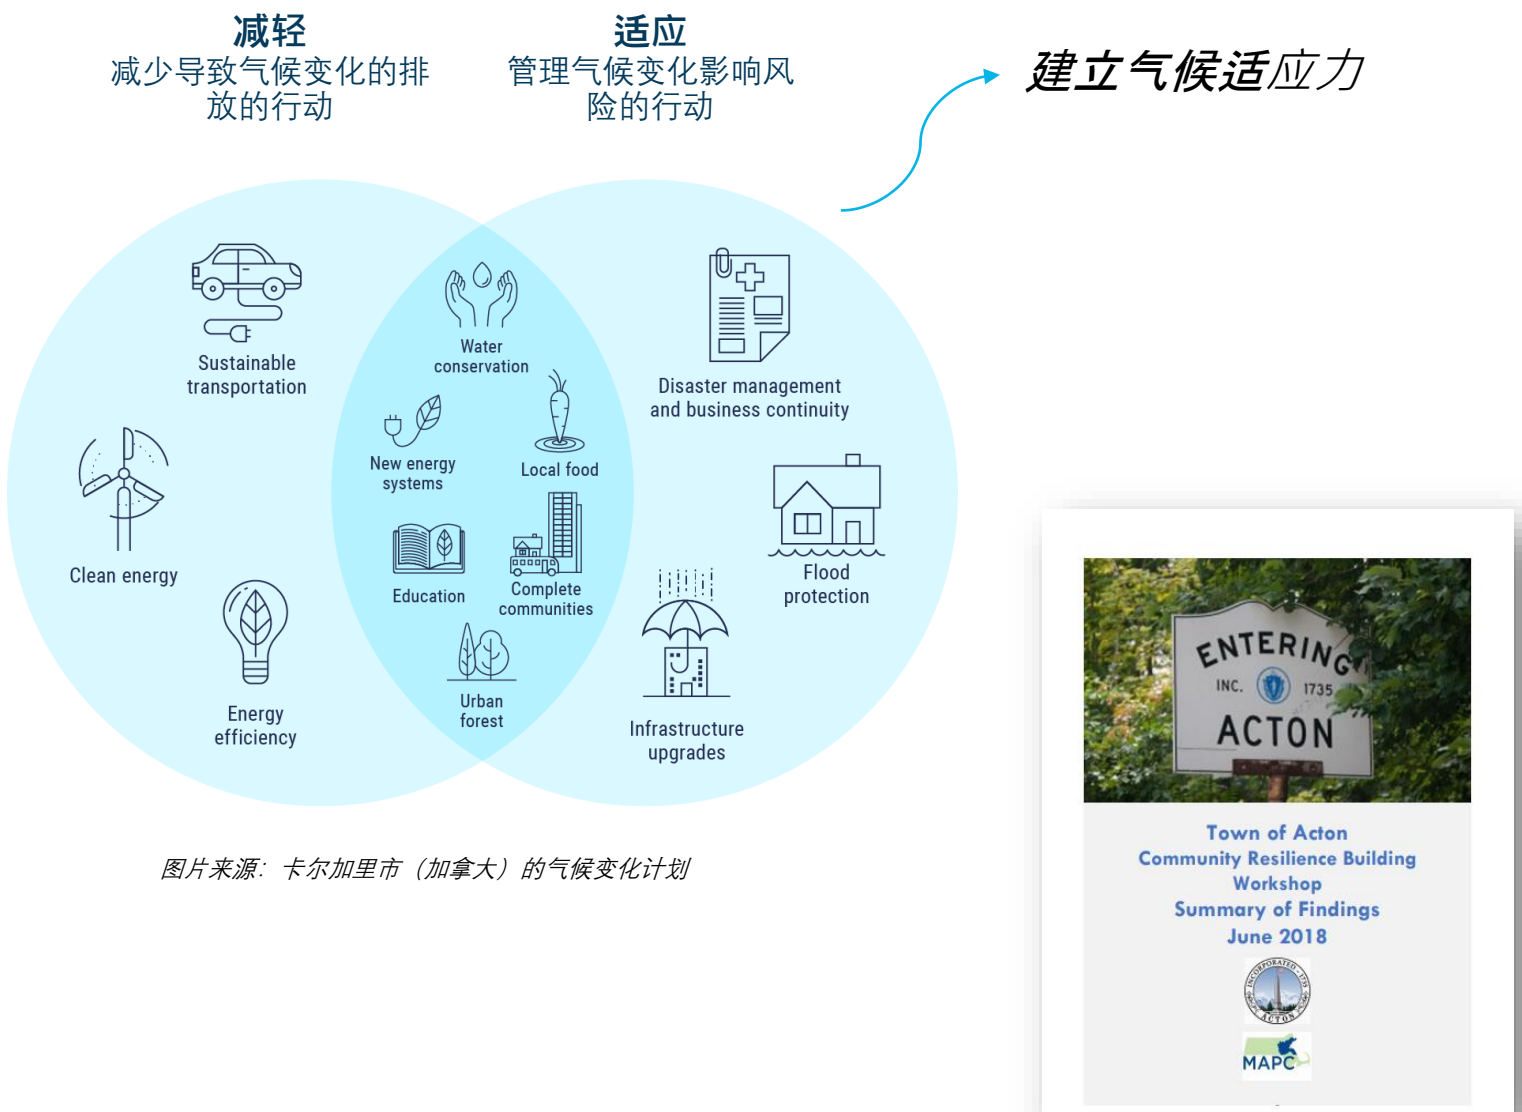 减轻
减少导致气候变化的排
放的行动
适应
管理气候变化影响风
险的行动
建立气候适应力
Sustainable
transportation
Clean energy
Energy
efficiency
Water
conservation
New energy
systems
Local food
Education
Complete
communities
Urban
forest
Disaster management
and business continuity
Flood
protection
Infrastructure
upgrades
图片来源：卡尔加里市（加拿大）的气候变化计划
ENTERING
INC. 1735
ACTON
Town of Acton
Community Resilience Building
Workshop
Summary of Findings
June 2018
INCORPORATED - 1735
ACTON
MAPC